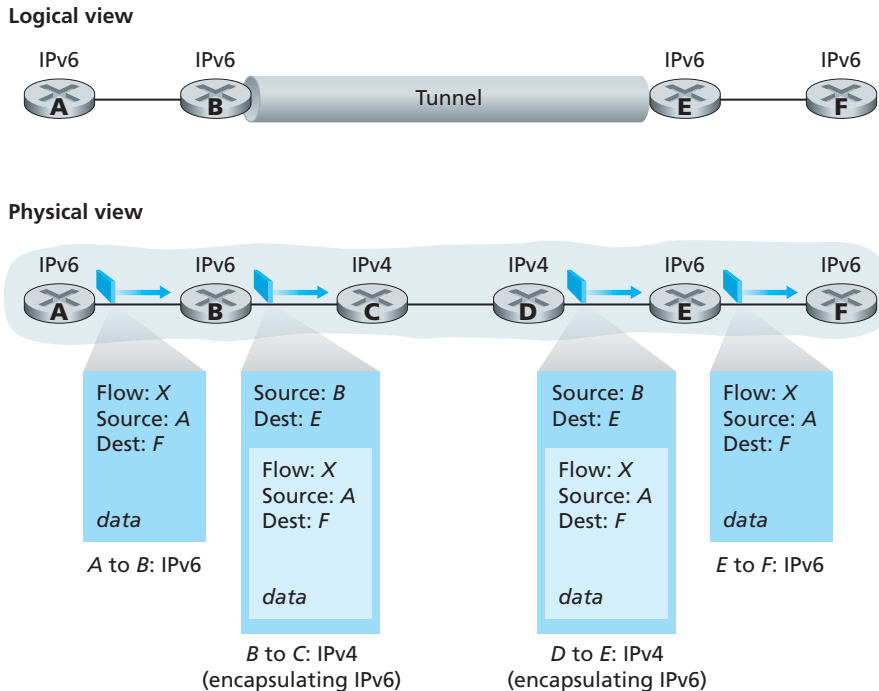 Logical view
IPv6 IPv6 IPv6 IPv6
A B Tunnel E F
Physical view
IPv6 IPv6 IPv4 IPv4 IPv6 IPv6
A B C D E F
Flow: X
Source: A
Dest: F
data
A to B: IPv6
Source: B
Dest: E
Flow: X
Source: A
Dest: F
data
B to C: IPv4
(encapsulating IPv6)
Source: B
Dest: E
Flow: X
Source: A
Dest: F
data
D to E: IPv4
(encapsulating IPv6)
Flow: X
Source: A
Dest: F
data
E to F: IPv6